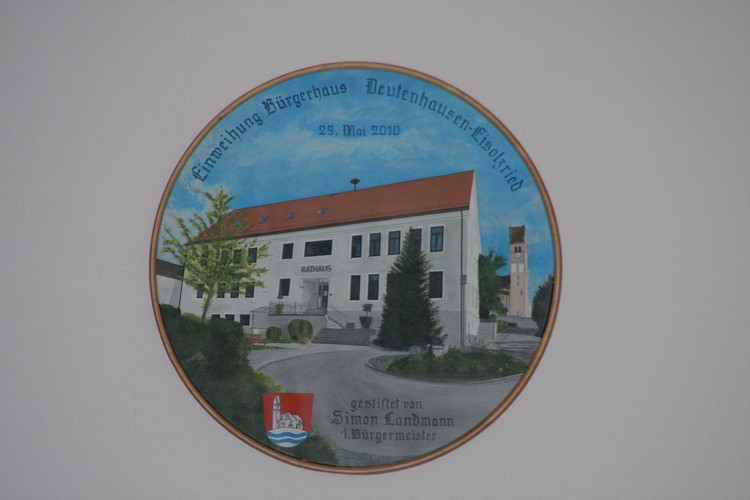 Einweihung Bürgerhaus Deutenhausen-Eisolzried
29. Mai 2010
RATHAUS
gestiftet von
Simon Landmann
1. Bürgermeister